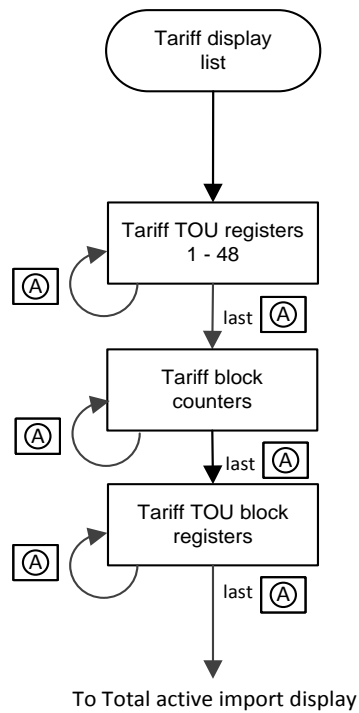 Tariff display
list
Tariff TOU registers
1 - 48
A
last A
Tariff block
counters
A
last A
Tariff TOU block
registers
A
last A
To Total active import display